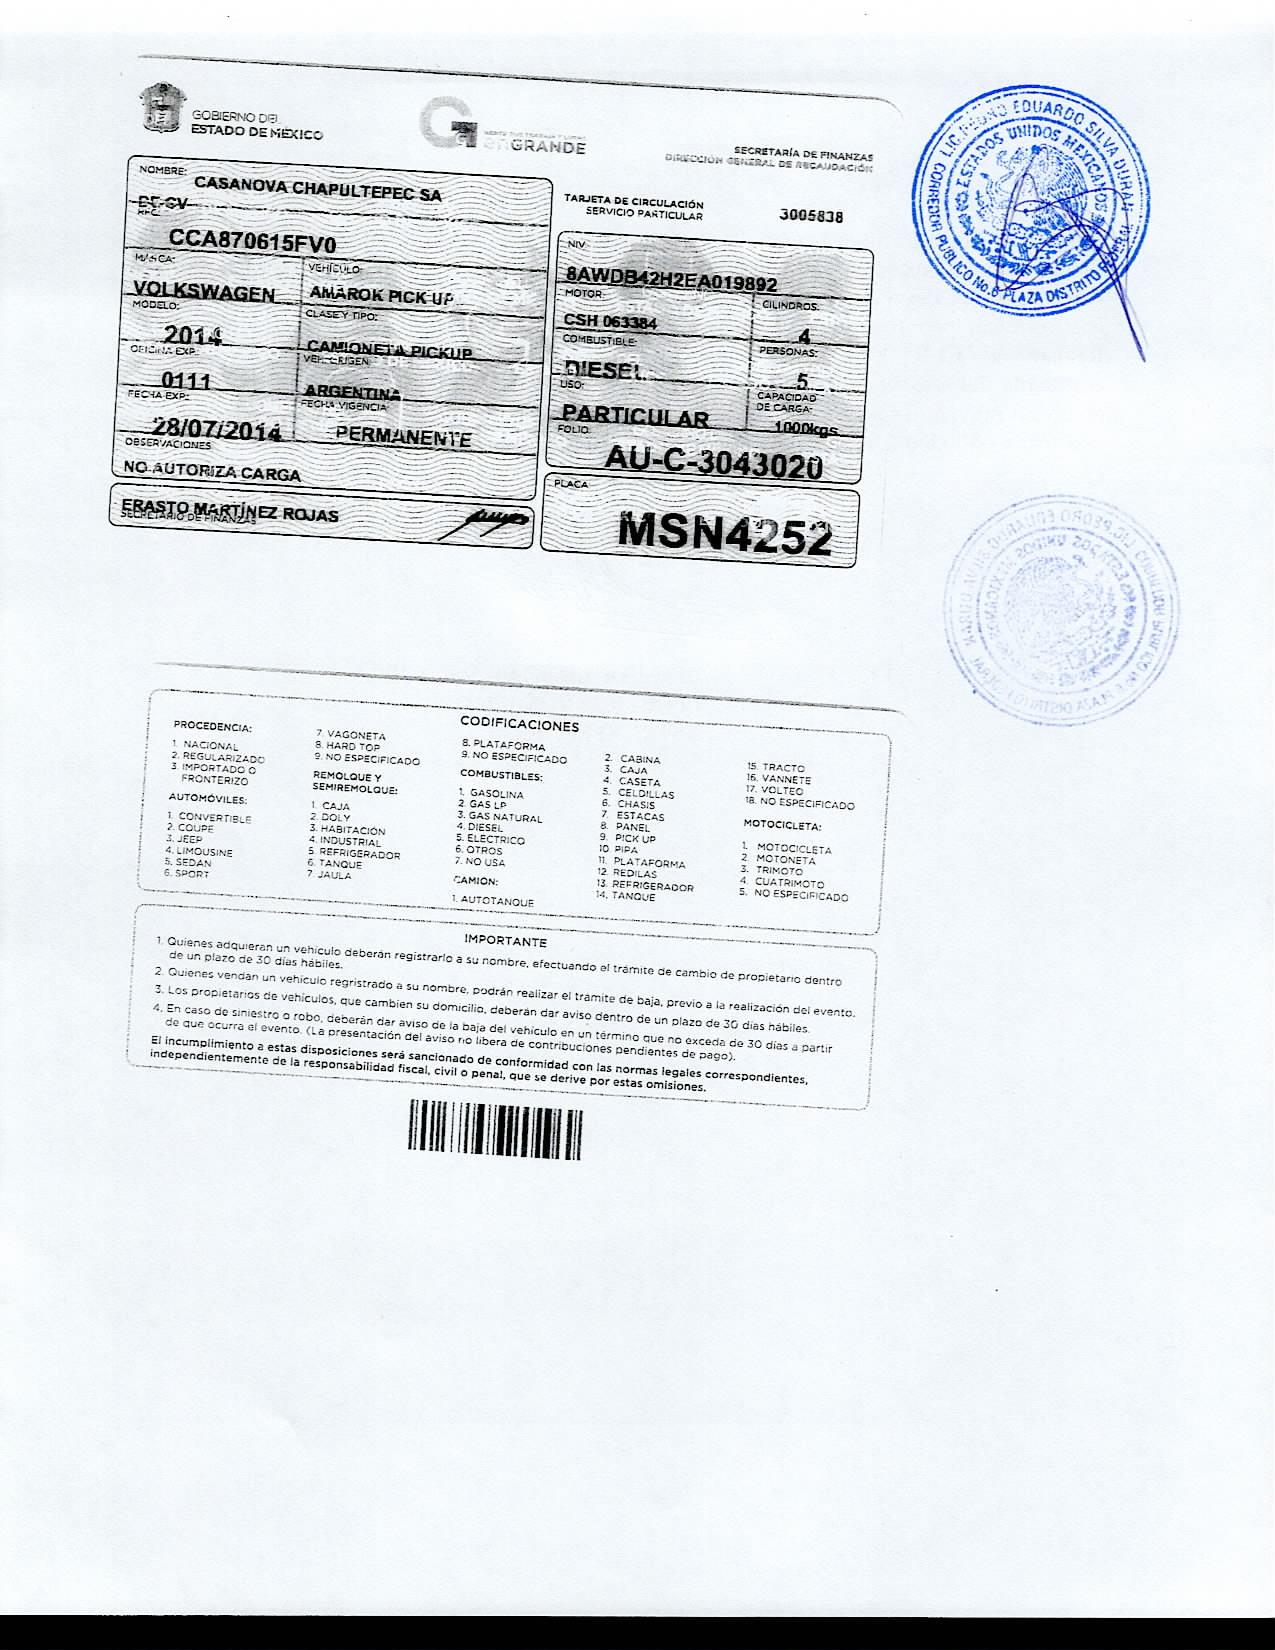 GOBIERNO DEL
ESTADO DE MÉXICO
GENTE QUE TRABAJA Y LOGRA
enGRANDE
SECRETARÍA DE FINANZAS
DIRECCIÓN GENERAL DE RECAUDACIÓN
NOMBRE: CASANOVA CHAPULTEPEC SA
DE CV
RFC:
CCA870615FV0
MARCA:
VOLKSWAGEN
VEHÍCULO:
AMAROK PICK UP
MODELO:
2014
CLASE Y TIPO:
CAMIONETA PICKUP
OFICINA EXP.:
0111
VEH. ORIGEN:
ARGENTINA
FECHA EXP.:
28/07/2014
FECHA VIGENCIA:
PERMANENTE
OBSERVACIONES
NO AUTORIZA CARGA
ERASTO MARTÍNEZ ROJAS
SECRETARIO DE FINANZAS
TARJETA DE CIRCULACIÓN
SERVICIO PARTICULAR
3005838
NIV:
8AWDB42H2EA019892
MOTOR:
CSH 063384
CILINDROS:
4
COMBUSTIBLE:
DIESEL
PERSONAS:
5
USO:
PARTICULAR
CAPACIDAD
DE CARGA:
1000kgs
FOLIO
AU-C-3043020
PLACA
MSN4252
LIC. PEDRO EDUARDO SILVA DURAN
CORREDOR PUBLICO No. 6 PLAZA DISTRITO FEDERAL
ESTADOS UNIDOS MEXICANOS
CODIFICACIONES
PROCEDENCIA:
1. NACIONAL
2. REGULARIZADO
3. IMPORTADO O
FRONTERIZO
AUTOMÓVILES:
1. CONVERTIBLE
2. COUPE
3. JEEP
4. LIMOUSINE
5. SEDAN
6. SPORT
7. VAGONETA
8. HARD TOP
9. NO ESPECIFICADO
REMOLQUE Y
SEMIREMOLQUE:
1. CAJA
2. DOLY
3. HABITACIÓN
4. INDUSTRIAL
5. REFRIGERADOR
6. TANQUE
7. JAULA
8. PLATAFORMA
9. NO ESPECIFICADO
COMBUSTIBLES:
1. GASOLINA
2. GAS LP
3. GAS NATURAL
4. DIESEL
5. ELECTRICO
6. OTROS
7. NO USA
CAMIÓN:
1. AUTOTANQUE
2. CABINA
3. CAJA
4. CASETA
5. CELDILLAS
6. CHASIS
7. ESTACAS
8. PANEL
9. PICK UP
10. PIPA
11. PLATAFORMA
12. REDILAS
13. REFRIGERADOR
14. TANQUE
15. TRACTO
16. VANNETE
17. VOLTEO
18. NO ESPECIFICADO
MOTOCICLETA:
1. MOTOCICLETA
2. MOTONETA
3. TRIMOTO
4. CUATRIMOTO
5. NO ESPECIFICADO
IMPORTANTE
1. Quienes adquieran un vehículo deberán registrarlo a su nombre, efectuando el trámite de cambio de propietario dentro
de un plazo de 30 días hábiles.
2. Quienes vendan un vehículo regristrado a su nombre, podrán realizar el trámite de baja, previo a la realización del evento.
3. Los propietarios de vehículos, que cambien su domicilio, deberán dar aviso dentro de un plazo de 30 días hábiles.
4. En caso de siniestro o robo, deberán dar aviso de la baja del vehículo en un término que no exceda de 30 días a partir
de que ocurra el evento. (La presentación del aviso no libera de contribuciones pendientes de pago).
El incumplimiento a estas disposiciones será sancionado de conformidad con las normas legales correspondientes,
independientemente de la responsabilidad fiscal, civil o penal, que se derive por estas omisiones.